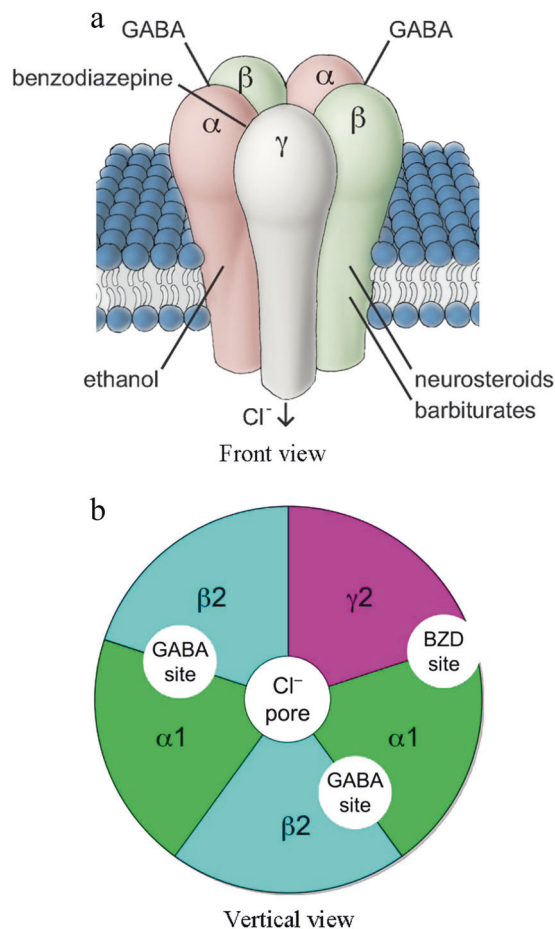 a
GABA
GABA
benzodiazepine
β
α
α
β
γ
ethanol
neurosteroids
barbiturates
Cl⁻
Front view
b
β2
γ2
GABA
site
BZD
site
Cl⁻
pore
α1
α1
GABA
site
β2
Vertical view